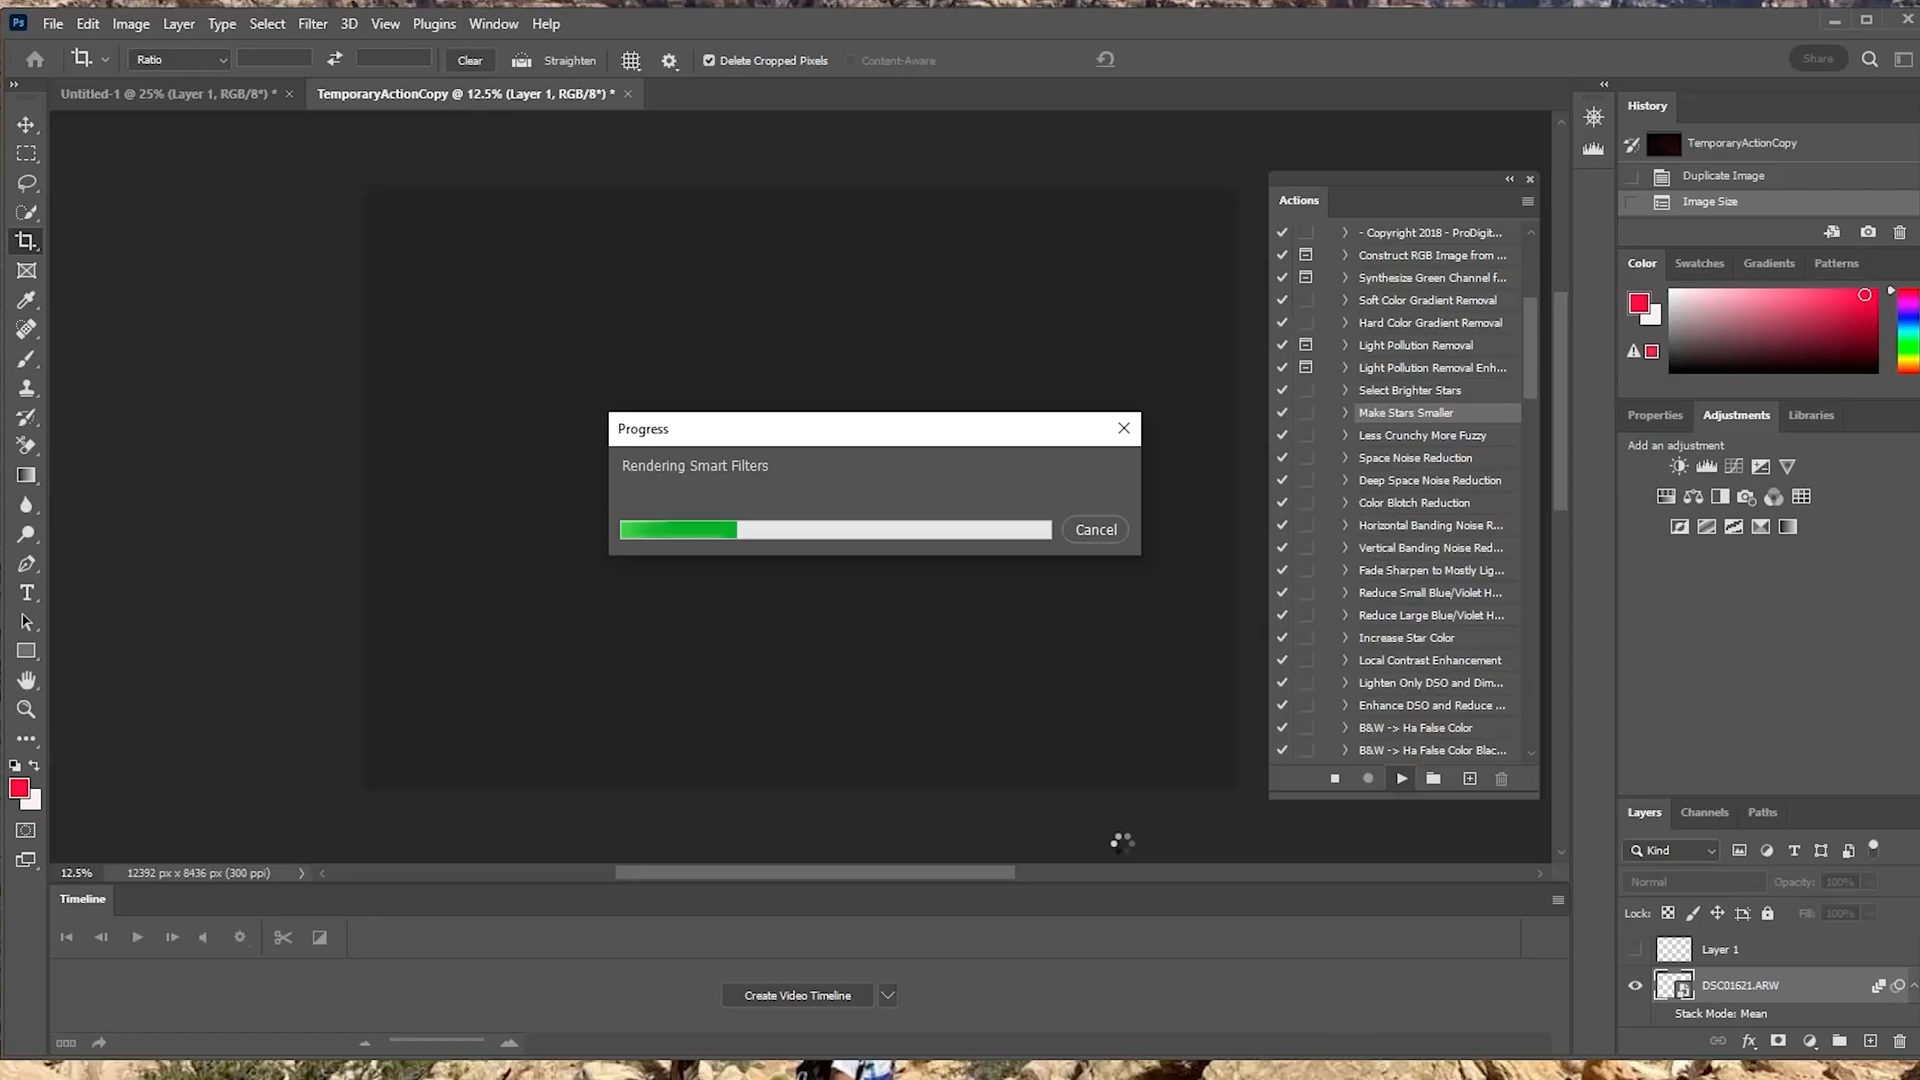 Ps File Edit Image Layer Type Select Filter 3D View Plugins Window Help
Ratio Clear Straighten Delete Cropped Pixels Content-Aware Share
Untitled-1 @ 25% (Layer 1, RGB/8*) * TemporaryActionCopy @ 12.5% (Layer 1, RGB/8*) *
History
TemporaryActionCopy
Duplicate Image
Image Size
Actions
- Copyright 2018 - ProDigit...
Construct RGB Image from ...
Synthesize Green Channel f...
Soft Color Gradient Removal
Hard Color Gradient Removal
Light Pollution Removal
Light Pollution Removal Enh...
Select Brighter Stars
Make Stars Smaller
Less Crunchy More Fuzzy
Space Noise Reduction
Deep Space Noise Reduction
Color Blotch Reduction
Horizontal Banding Noise R...
Vertical Banding Noise Red...
Fade Sharpen to Mostly Lig...
Reduce Small Blue/Violet H...
Reduce Large Blue/Violet H...
Increase Star Color
Local Contrast Enhancement
Lighten Only DSO and Dim...
Enhance DSO and Reduce ...
B&W -> Ha False Color
B&W -> Ha False Color Blac...
Progress
Rendering Smart Filters
Cancel
Color Swatches Gradients Patterns
Properties Adjustments Libraries
Add an adjustment
Layers Channels Paths
Kind
Normal Opacity: 100%
Lock: Fill: 100%
Layer 1
DSC01621.ARW
Stack Mode: Mean
fx
12.5% 12392 px x 8436 px (300 ppi)
Timeline
Create Video Timeline